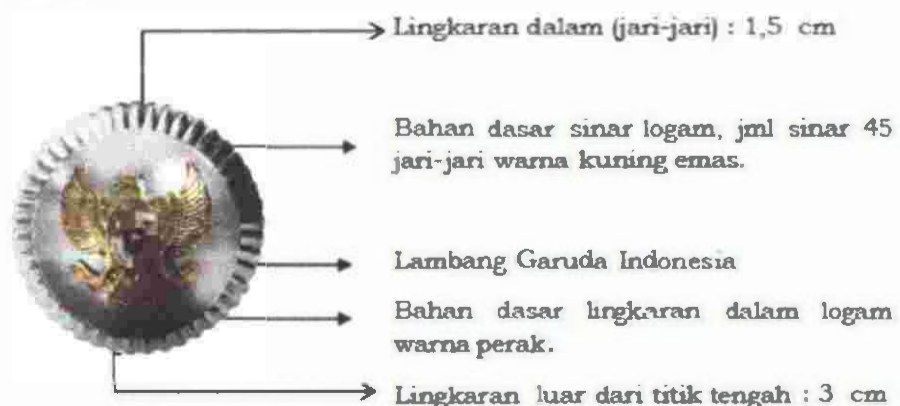 Lingkaran dalam (jari-jari) : 1,5 cm
Bahan dasar sinar logam, jml sinar 45
jari-jari warna kuning emas.
Lambang Garuda Indonesia
Bahan dasar lingkaran dalam logam
warna perak.
Lingkaran luar dari titik tengah : 3 cm